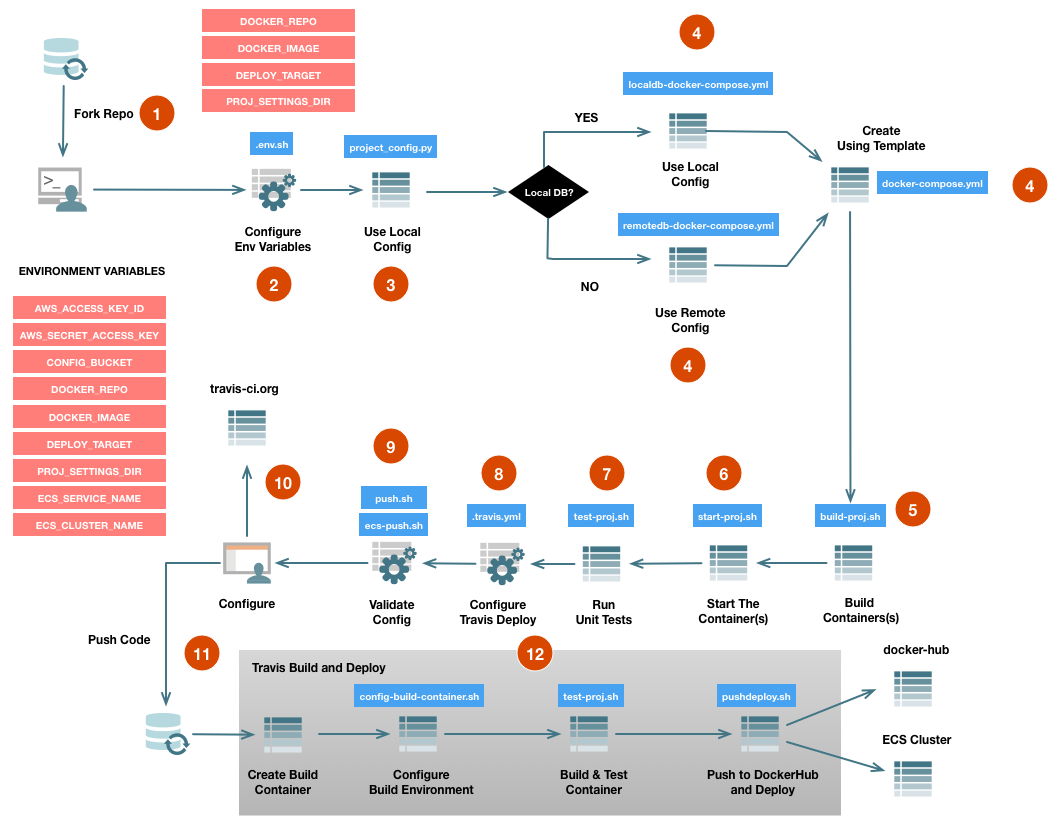 DOCKER_REPO
DOCKER_IMAGE
DEPLOY_TARGET
PROJ_SETTINGS_DIR
Fork Repo
1
.env.sh
Configure
Env Variables
2
project_config.py
Use Local
Config
3
Local DB?
YES
NO
4
localdb-docker-compose.yml
Use Local
Config
remotedb-docker-compose.yml
Use Remote
Config
4
Create
Using Template
docker-compose.yml
4
ENVIRONMENT VARIABLES
AWS_ACCESS_KEY_ID
AWS_SECRET_ACCESS_KEY
CONFIG_BUCKET
DOCKER_REPO
DOCKER_IMAGE
DEPLOY_TARGET
PROJ_SETTINGS_DIR
ECS_SERVICE_NAME
ECS_CLUSTER_NAME
build-proj.sh
5
Build
Containers(s)
6
start-proj.sh
Start The
Container(s)
7
test-proj.sh
Run
Unit Tests
8
.travis.yml
Configure
Travis Deploy
9
push.sh
ecs-push.sh
Validate
Config
travis-ci.org
10
>_
Configure
Push Code
11
12
Travis Build and Deploy
Create Build
Container
config-build-container.sh
Configure
Build Environment
test-proj.sh
Build & Test
Container
pushdeploy.sh
Push to DockerHub
and Deploy
docker-hub
ECS Cluster